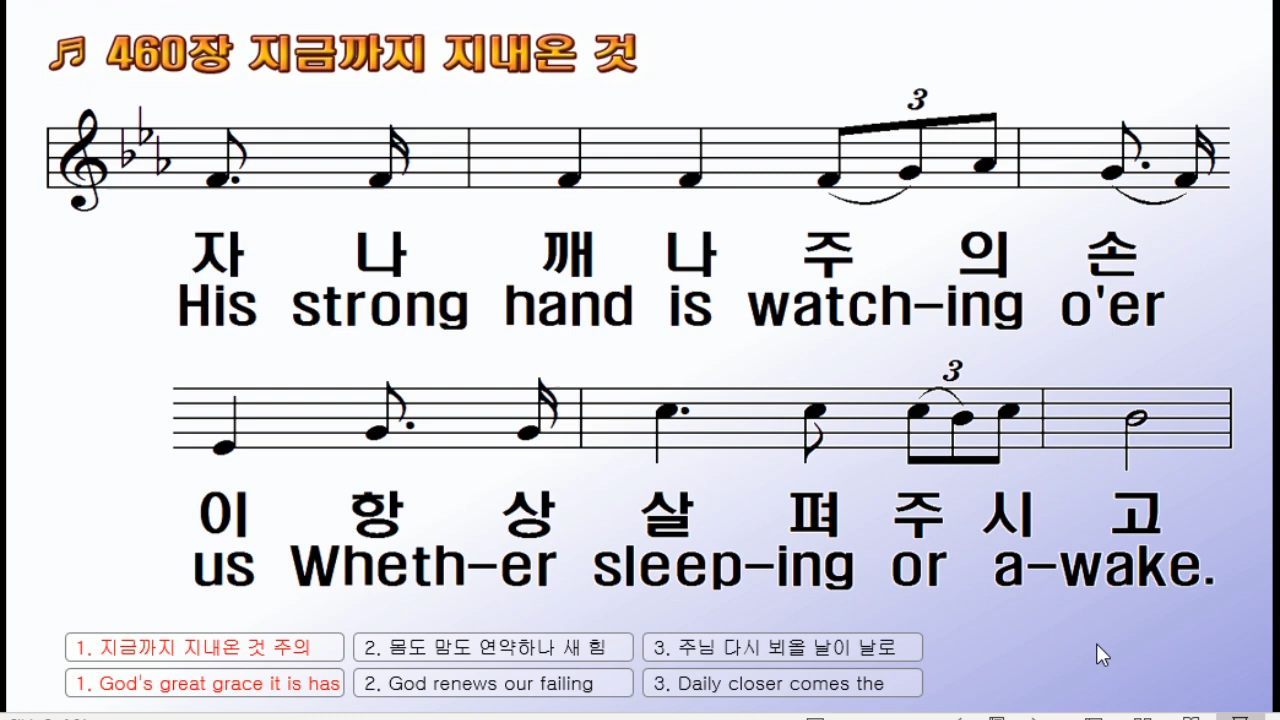 460장 지금까지 지내온 것
3
자 나 깨 나 주 의 손
His strong hand is watch-ing o'er
3
이 항 상 살 펴 주 시 고
us Wheth-er sleep-ing or a-wake.
1. 지금까지 지내온 것 주의 2. 몸도 맘도 연약하나 새 힘 3. 주님 다시 뵈올 날이 날로
1. God's great grace it is has 2. God renews our failing 3. Daily closer comes the